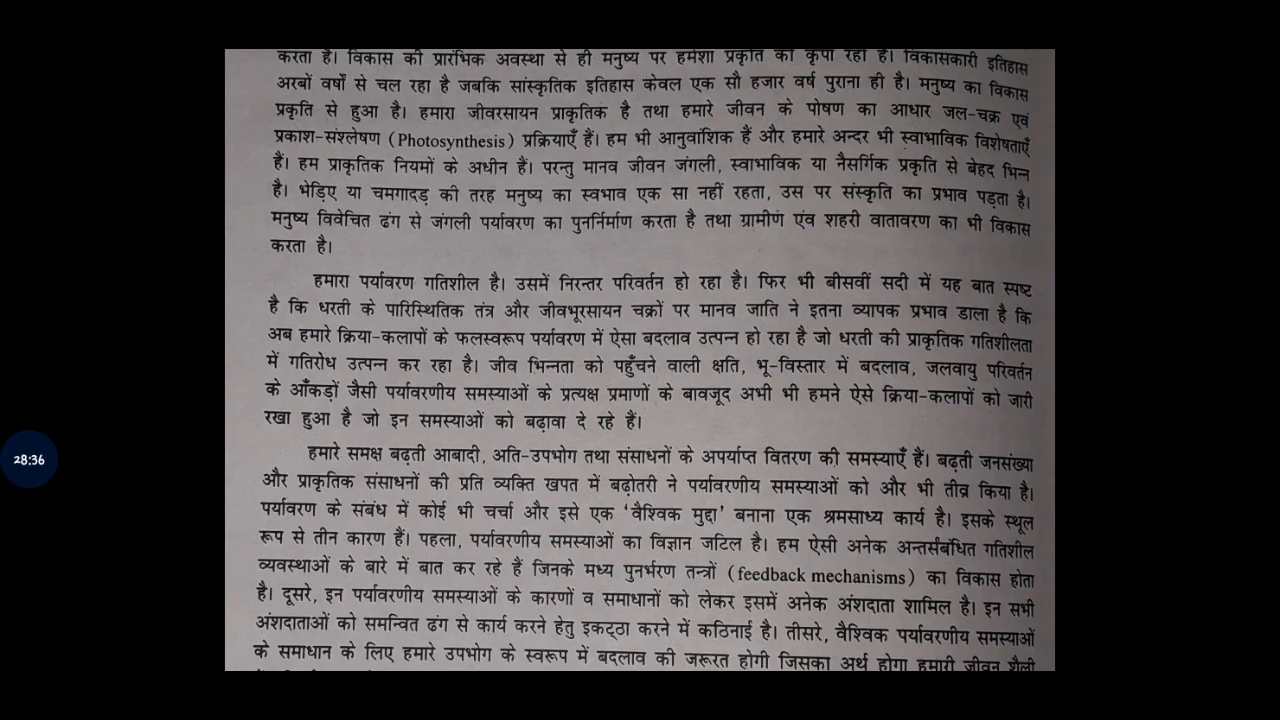 करता है। विकास की प्रारंभिक अवस्था से ही मनुष्य पर हमेशा प्रकृति की कृपा रही है। विकासकारी इतिहास
अरबों वर्षों से चल रहा है जबकि सांस्कृतिक इतिहास केवल एक सौ हजार वर्ष पुराना ही है। मनुष्य का विकास
प्रकृति से हुआ है। हमारा जीवरसायन प्राकृतिक है तथा हमारे जीवन के पोषण का आधार जल-चक्र एवं
प्रकाश-संश्लेषण (Photosynthesis) प्रक्रियाएँ हैं। हम भी आनुवांशिक हैं और हमारे अन्दर भी स्वाभाविक विशेषताएँ
हैं। हम प्राकृतिक नियमों के अधीन हैं। परन्तु मानव जीवन जंगली, स्वाभाविक या नैसर्गिक प्रकृति से बेहद भिन्न
है। भेड़िए या चमगादड़ की तरह मनुष्य का स्वभाव एक सा नहीं रहता, उस पर संस्कृति का प्रभाव पड़ता है।
मनुष्य विवेचित ढंग से जंगली पर्यावरण का पुनर्निर्माण करता है तथा ग्रामीण एंव शहरी वातावरण का भी विकास
करता है।
हमारा पर्यावरण गतिशील है। उसमें निरन्तर परिवर्तन हो रहा है। फिर भी बीसवीं सदी में यह बात स्पष्ट
है कि धरती के पारिस्थितिक तंत्र और जीवभूरसायन चक्रों पर मानव जाति ने इतना व्यापक प्रभाव डाला है कि
अब हमारे क्रिया-कलापों के फलस्वरूप पर्यावरण में ऐसा बदलाव उत्पन्न हो रहा है जो धरती की प्राकृतिक गतिशीलता
में गतिरोध उत्पन्न कर रहा है। जीव भिन्नता को पहुँचने वाली क्षति, भू-विस्तार में बदलाव, जलवायु परिवर्तन
के आँकड़ों जैसी पर्यावरणीय समस्याओं के प्रत्यक्ष प्रमाणों के बावजूद अभी भी हमने ऐसे क्रिया-कलापों को जारी
रखा हुआ है जो इन समस्याओं को बढ़ावा दे रहे हैं।
हमारे समक्ष बढ़ती आबादी, अति-उपभोग तथा संसाधनों के अपर्याप्त वितरण की समस्याएँ हैं। बढ़ती जनसंख्या
और प्राकृतिक संसाधनों की प्रति व्यक्ति खपत में बढ़ोतरी ने पर्यावरणीय समस्याओं को और भी तीव्र किया है।
पर्यावरण के संबंध में कोई भी चर्चा और इसे एक 'वैश्विक मुद्दा' बनाना एक श्रमसाध्य कार्य है। इसके स्थूल
रूप से तीन कारण हैं। पहला, पर्यावरणीय समस्याओं का विज्ञान जटिल है। हम ऐसी अनेक अन्तर्संबंधित गतिशील
व्यवस्थाओं के बारे में बात कर रहे हैं जिनके मध्य पुनर्भरण तन्त्रों (feedback mechanisms) का विकास होता
है। दूसरे, इन पर्यावरणीय समस्याओं के कारणों व समाधानों को लेकर इसमें अनेक अंशदाता शामिल है। इन सभी
अंशदाताओं को समन्वित ढंग से कार्य करने हेतु इकट्ठा करने में कठिनाई है। तीसरे, वैश्विक पर्यावरणीय समस्याओं
के समाधान के लिए हमारे उपभोग के स्वरूप में बदलाव की जरूरत होगी जिसका अर्थ होगा हमारी जीवन शैली
28:36